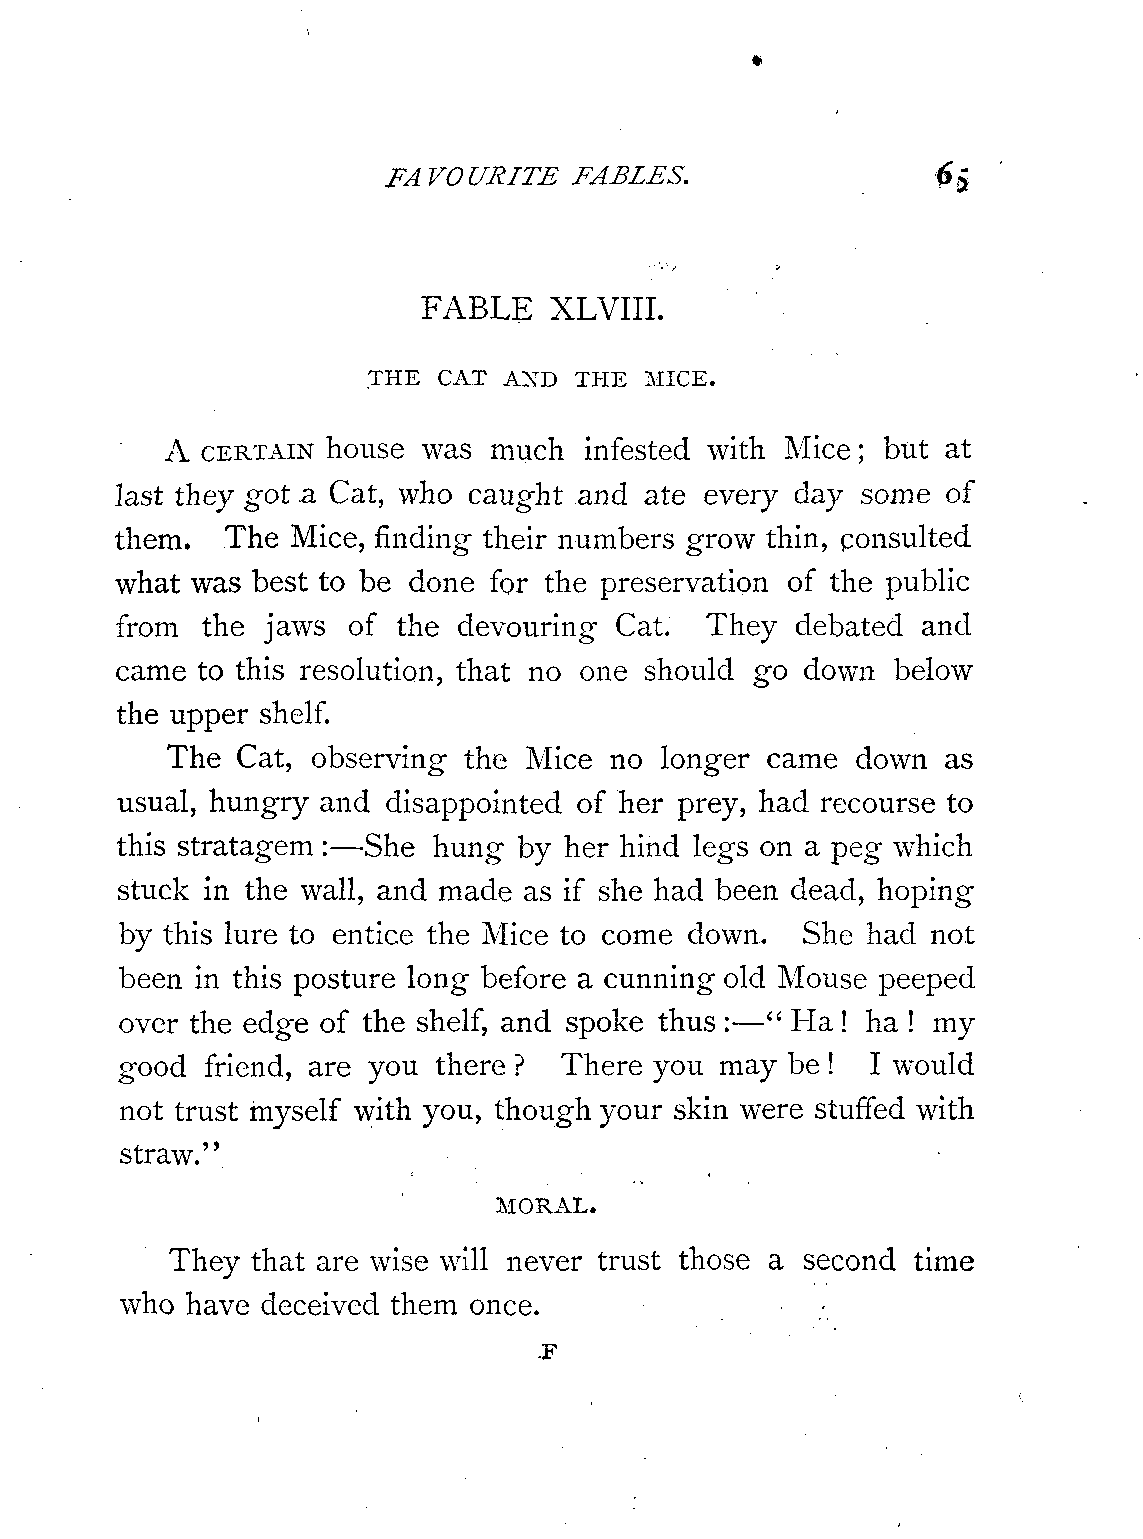 FAVOURITE FABLES. 65
FABLE XLVIII.
THE CAT AND THE MICE.
A CERTAIN house was much infested with Mice; but at
last they got a Cat, who caught and ate every day some of
them. The Mice, finding their numbers grow thin, consulted
what was best to be done for the preservation of the public
from the jaws of the devouring Cat. They debated and
came to this resolution, that no one should go down below
the upper shelf.
The Cat, observing the Mice no longer came down as
usual, hungry and disappointed of her prey, had recourse to
this stratagem:—She hung by her hind legs on a peg which
stuck in the wall, and made as if she had been dead, hoping
by this lure to entice the Mice to come down. She had not
been in this posture long before a cunning old Mouse peeped
over the edge of the shelf, and spoke thus:—“Ha! ha! my
good friend, are you there? There you may be! I would
not trust myself with you, though your skin were stuffed with
straw.”
MORAL.
They that are wise will never trust those a second time
who have deceived them once.
F